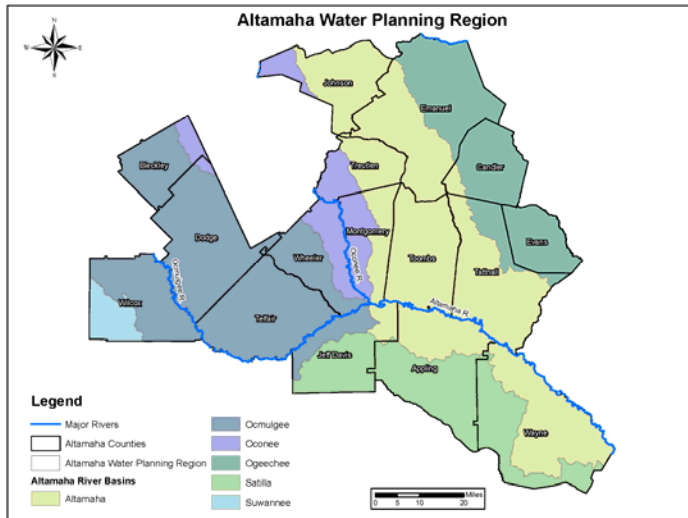 Altamaha Water Planning Region
N
W
E
S
Johnson
Emanuel
Candler
Treutlen
Bleckley
Evans
Dodge
Montgomery
Wheeler
Toombs
Tattnall
Oconee R.
Ocmulgee R.
Wilcox
Telfair
Altamaha R.
Jeff Davis
Appling
Wayne
Legend
Major Rivers
Altamaha Counties
Altamaha Water Planning Region
Altamaha River Basins
Altamaha
Ocmulgee
Oconee
Ogeechee
Satilla
Suwannee
Miles
0 5 10 20